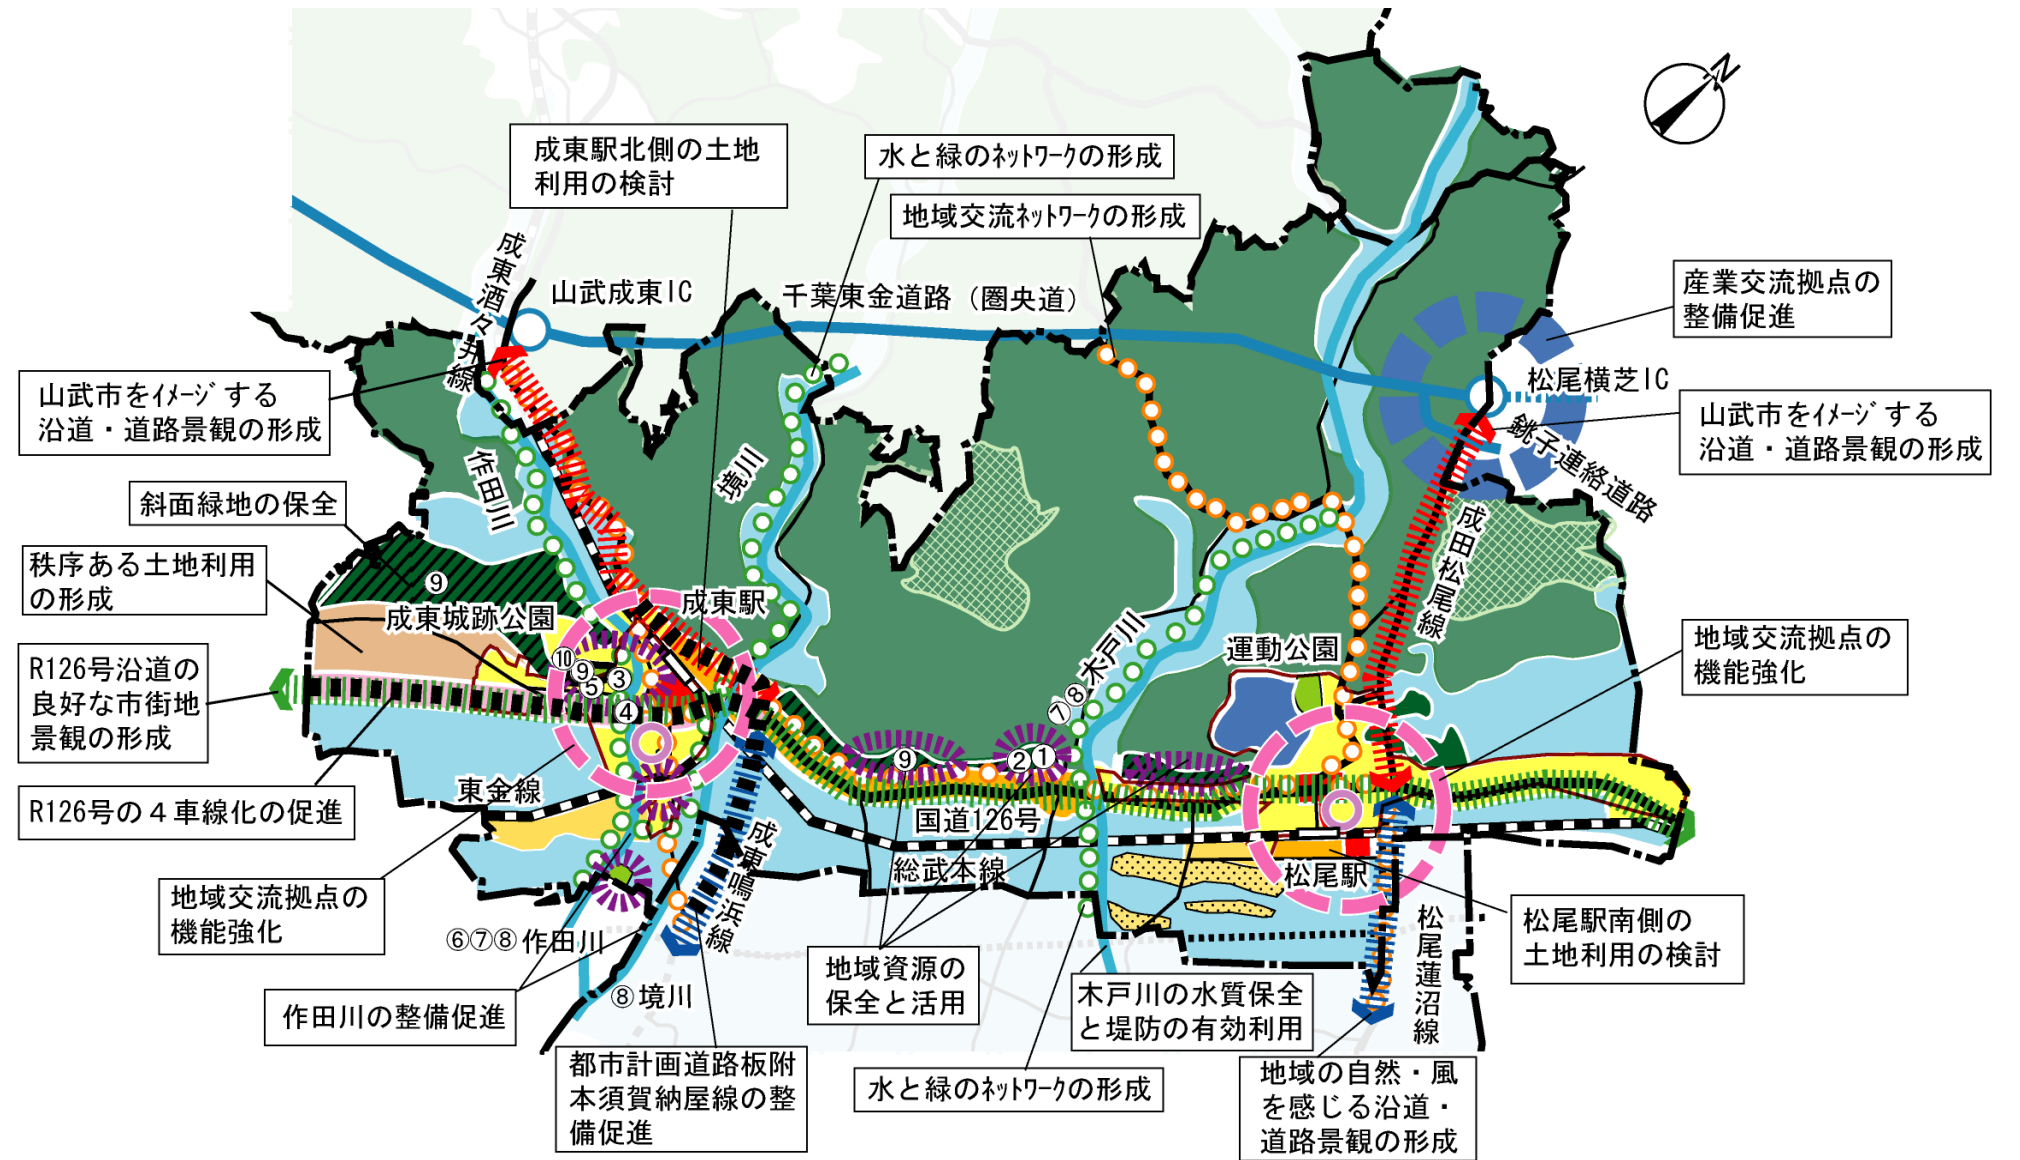 N
成東駅北側の土地
利用の検討
水と緑のﾈｯﾄﾜｰｸの形成
地域交流ﾈｯﾄﾜｰｸの形成
成東酒々井線
山武成東IC
千葉東金道路（圏央道）
産業交流拠点の
整備促進
松尾横芝IC
山武市をｲﾒｰｼﾞする
沿道・道路景観の形成
山武市をｲﾒｰｼﾞする
沿道・道路景観の形成
銚子連絡道路
作田川
境川
斜面緑地の保全
成田松尾線
秩序ある土地利用
の形成
⑨
成東城跡公園
成東駅
⑦⑧木戸川
運動公園
地域交流拠点の
機能強化
R126号沿道の
良好な市街地
景観の形成
⑩
⑨
⑤
③
④
⑨
②
①
R126号の４車線化の促進
東金線
国道126号
成東鳴浜線
総武本線
松尾駅
地域交流拠点の
機能強化
⑥⑦⑧作田川
⑧境川
松尾蓮沼線
松尾駅南側の
土地利用の検討
地域資源の
保全と活用
木戸川の水質保全
と堤防の有効利用
作田川の整備促進
都市計画道路板附
本須賀納屋線の整
備促進
水と緑のﾈｯﾄﾜｰｸの形成
地域の自然・風
を感じる沿道・
道路景観の形成